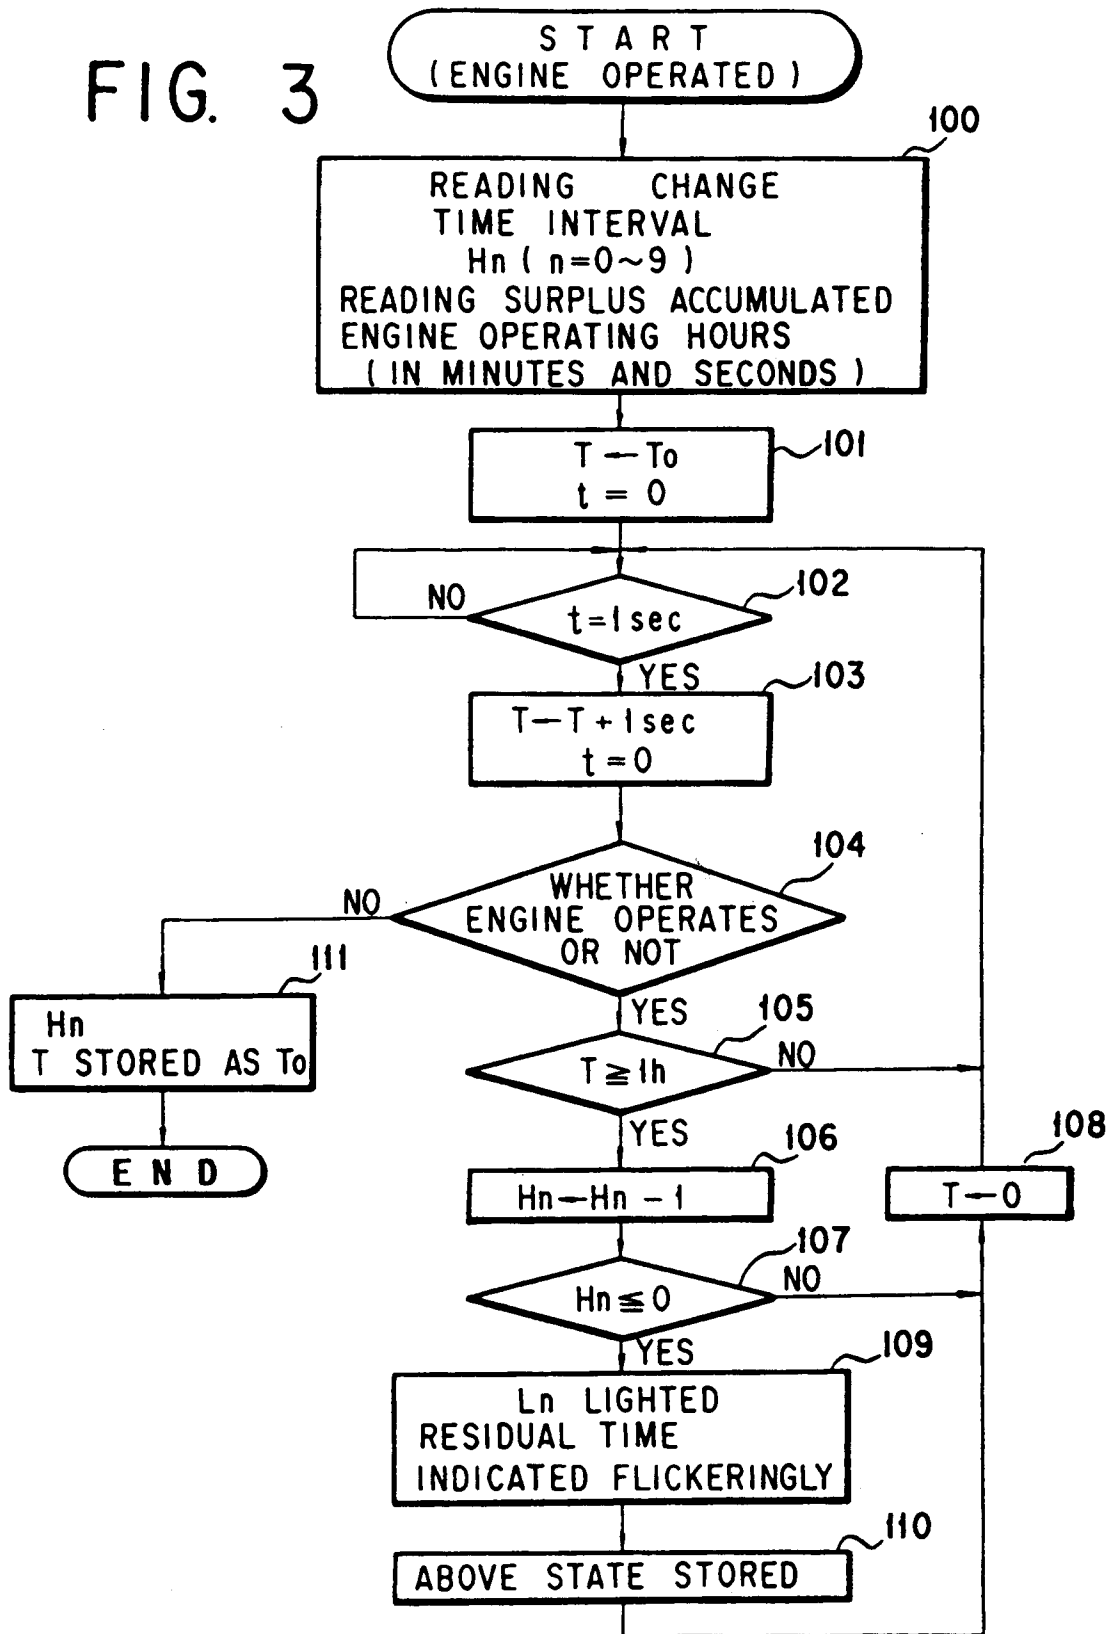 FIG. 3
START
(ENGINE OPERATED)
100
READING CHANGE
TIME INTERVAL
Hn (n=0~9)
READING SURPLUS ACCUMULATED
ENGINE OPERATING HOURS
(IN MINUTES AND SECONDS)
101
T←To
t = 0
102
NO
t=1sec
YES
103
T←T+1sec
t=0
104
NO
WHETHER
ENGINE OPERATES
OR NOT
111
YES
Hn
T STORED AS To
105
T≧1h
NO
YES
END
106
108
Hn←Hn - 1
T←0
107
Hn≦0
NO
YES
109
Ln LIGHTED
RESIDUAL TIME
INDICATED FLICKERINGLY
110
ABOVE STATE STORED